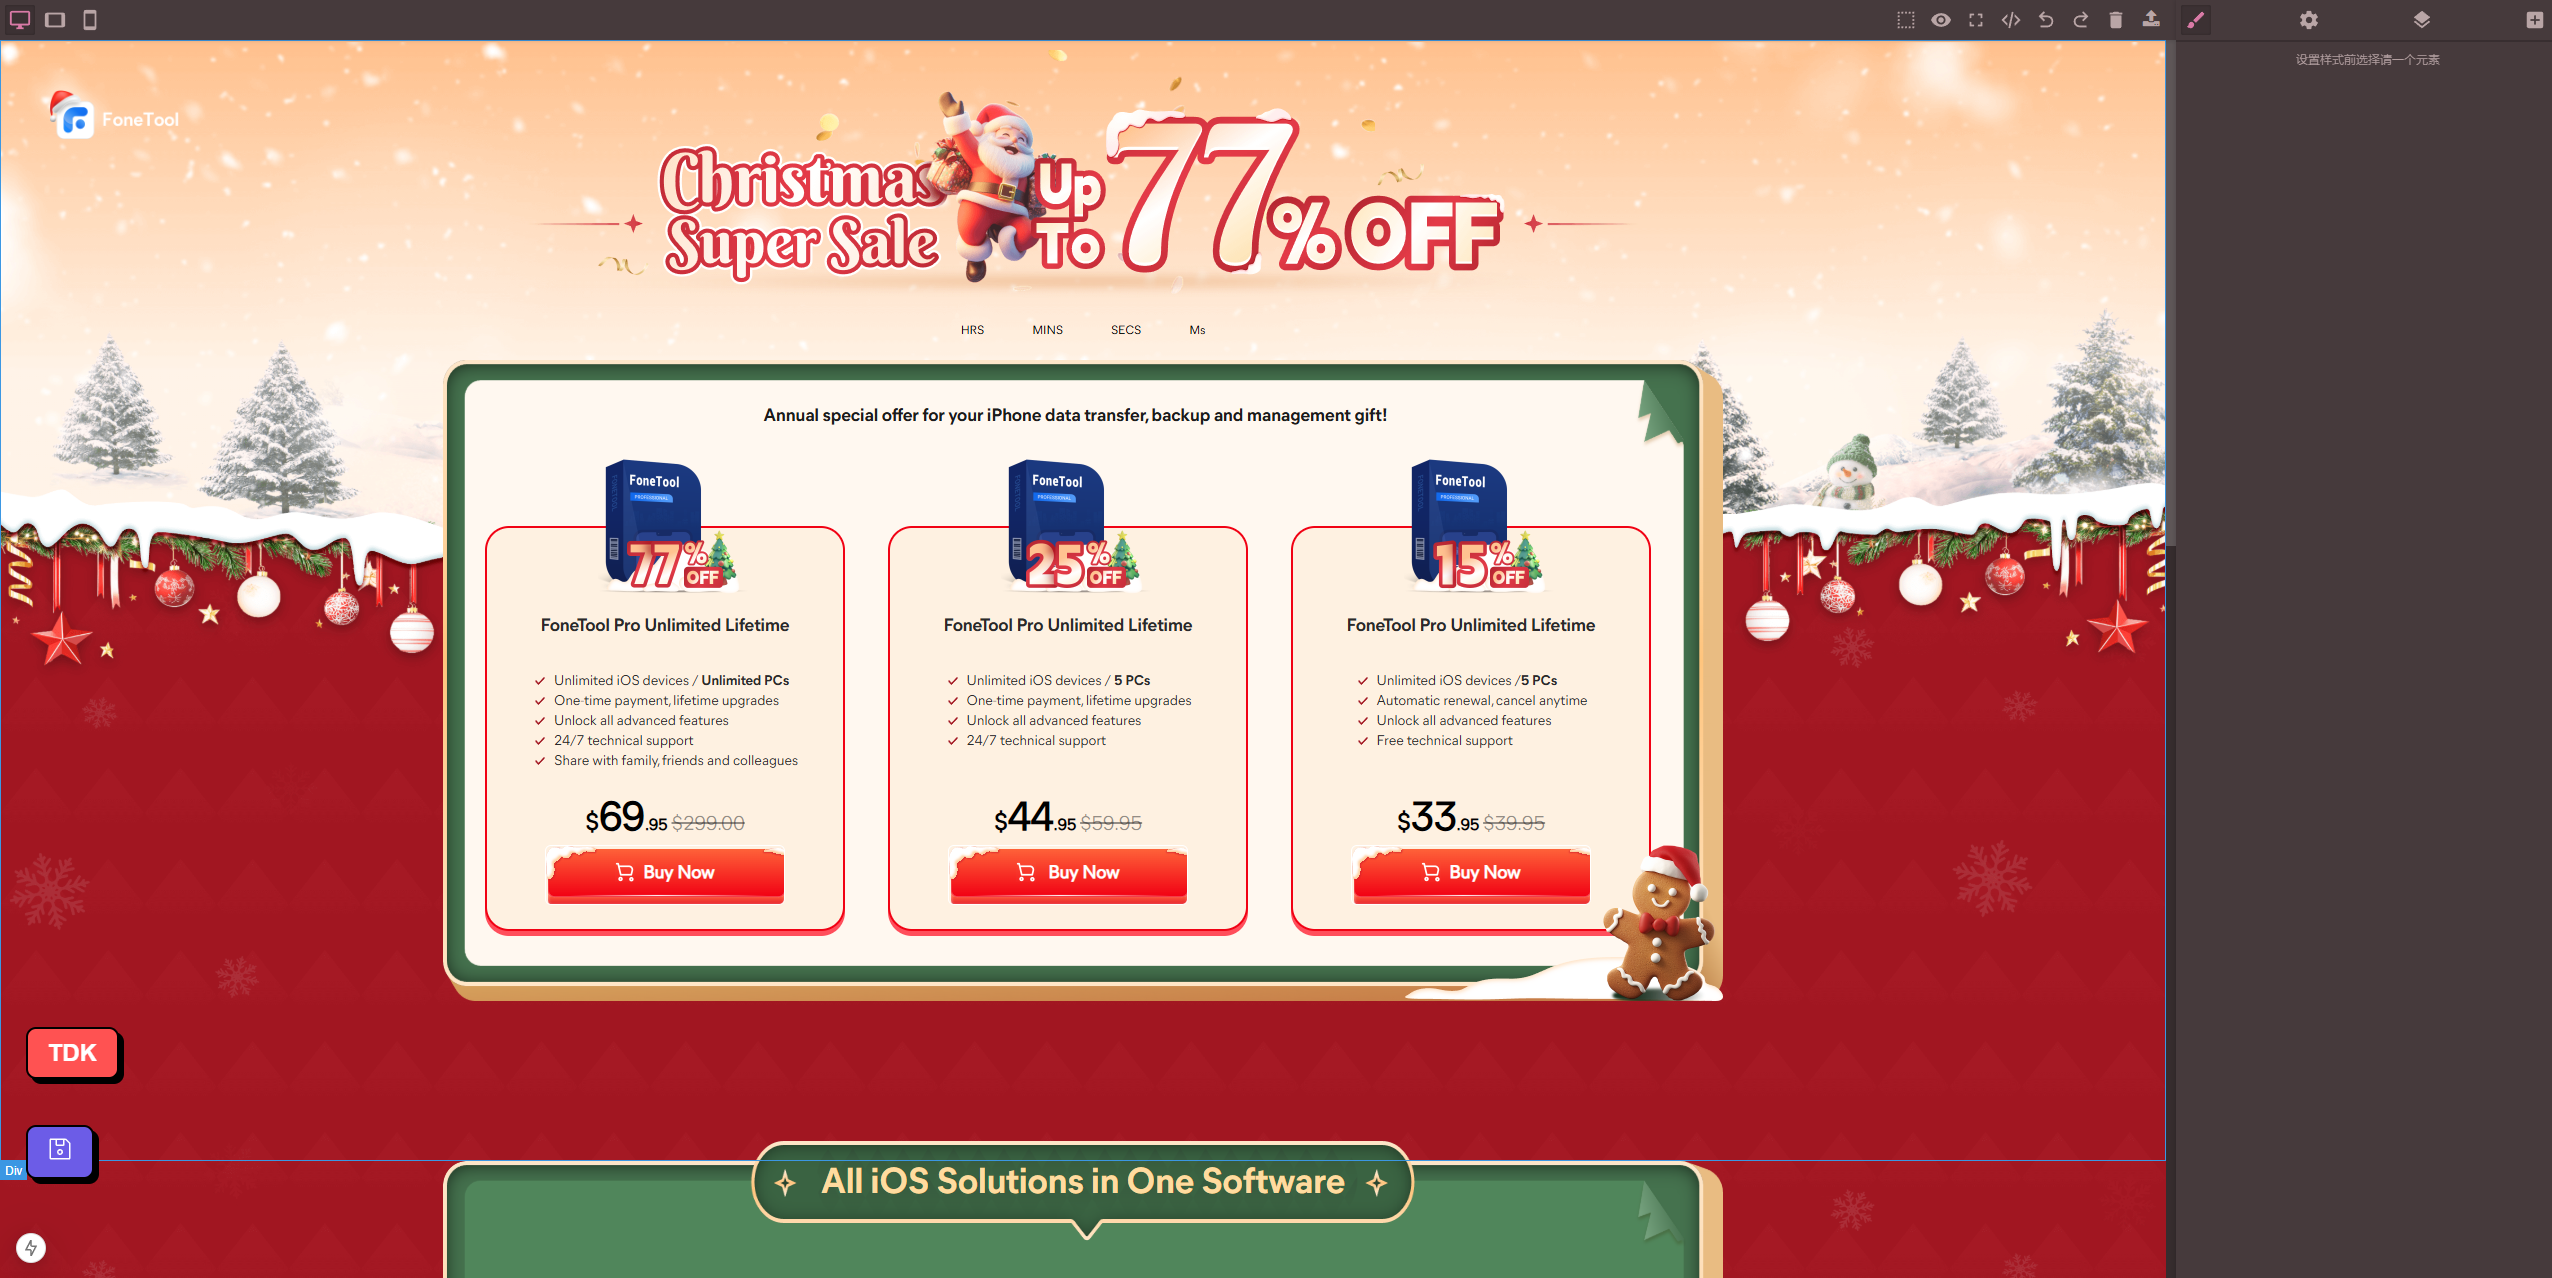 设置样式前选择请一个元素
FoneTool
Christmas
Super Sale
Up
To
77% OFF
HRS MINS SECS Ms
Annual special offer for your iPhone data transfer, backup and management gift!
FoneTool
PROFESSIONAL
77% OFF
FoneTool Pro Unlimited Lifetime
Unlimited iOS devices / Unlimited PCs
One-time payment, lifetime upgrades
Unlock all advanced features
24/7 technical support
Share with family, friends and colleagues
$69.95 $299.00
Buy Now
FoneTool
PROFESSIONAL
25% OFF
FoneTool Pro Unlimited Lifetime
Unlimited iOS devices / 5 PCs
One-time payment, lifetime upgrades
Unlock all advanced features
24/7 technical support
$44.95 $59.95
Buy Now
FoneTool
PROFESSIONAL
15% OFF
FoneTool Pro Unlimited Lifetime
Unlimited iOS devices /5 PCs
Automatic renewal, cancel anytime
Unlock all advanced features
Free technical support
$33.95 $39.95
Buy Now
TDK
Div
All iOS Solutions in One Software